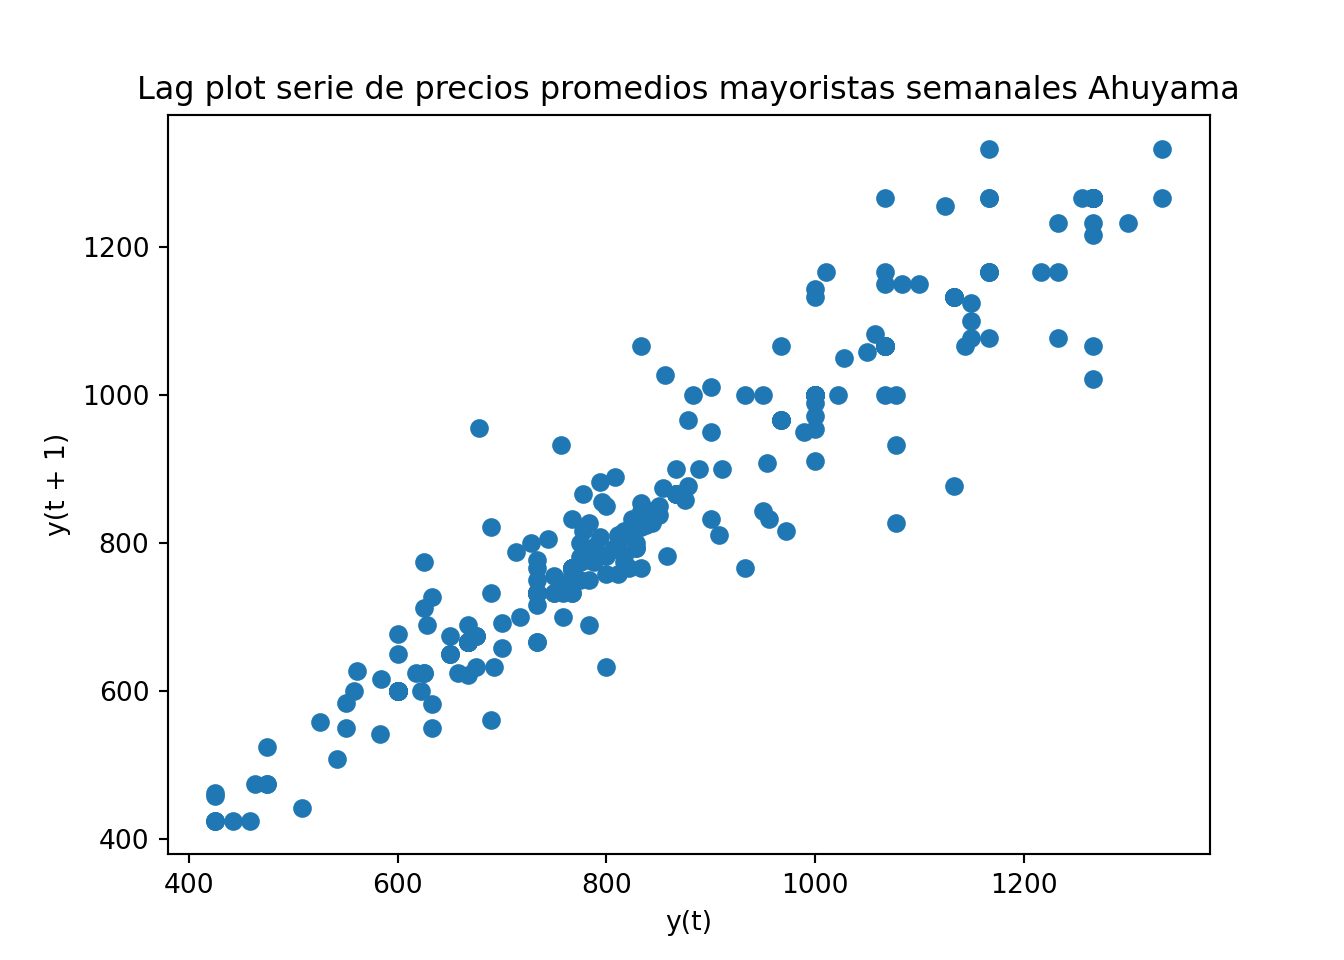 Lag plot serie de precios promedios mayoristas semanales Ahuyama
1200
1000
800
600
400
y(t + 1)
400 600 800 1000 1200
y(t)